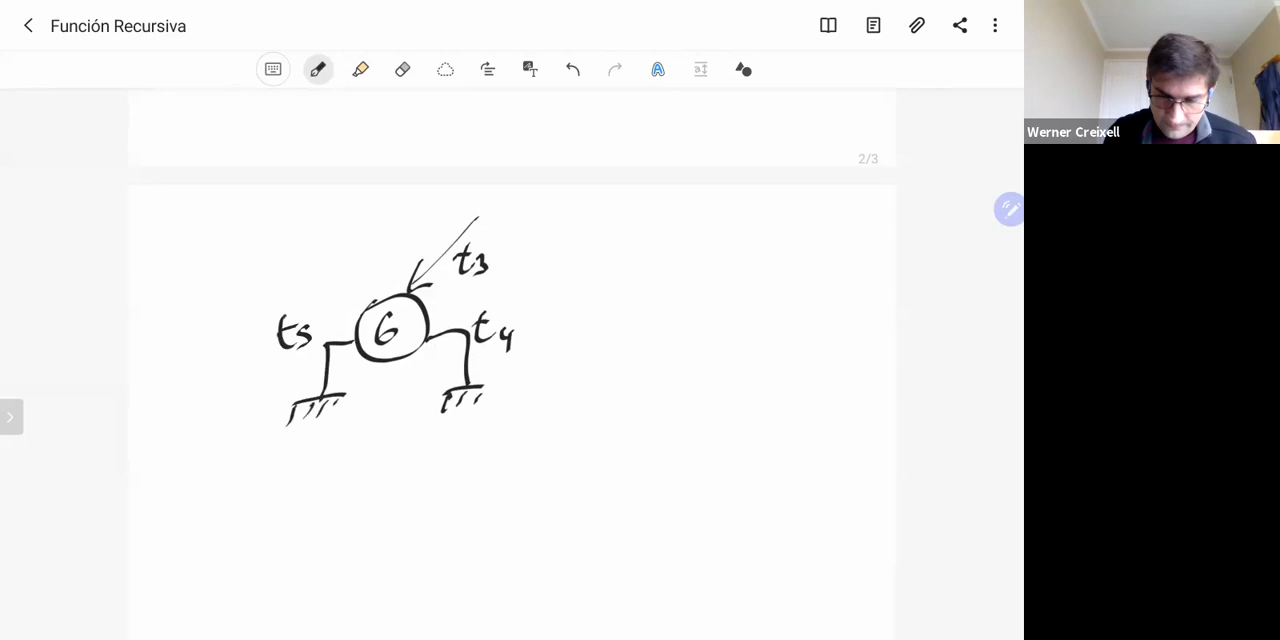 Función Recursiva
A
T
a
Werner Creixell
2/3
t3
t5 6 t4